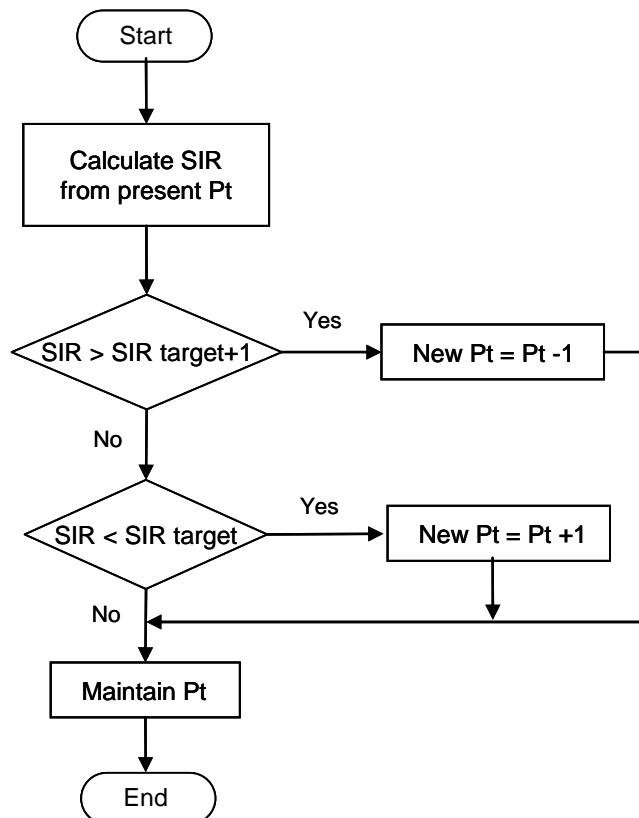 Start
Calculate SIR
from present Pt
Yes
SIR > SIR target+1
New Pt = Pt -1
No
Yes
SIR < SIR target
New Pt = Pt +1
No
Maintain Pt
End